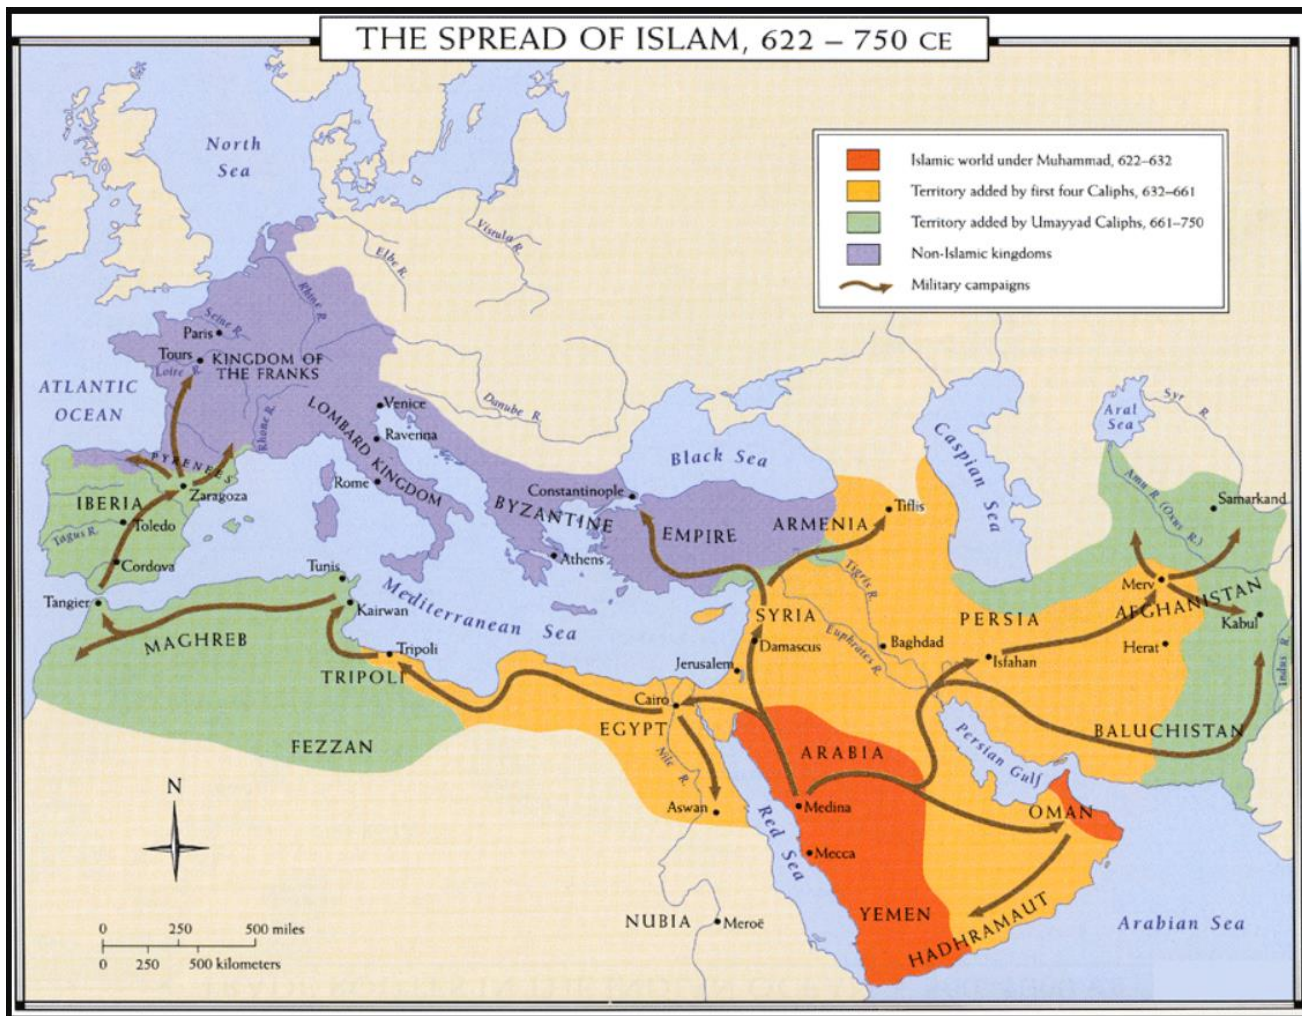 THE SPREAD OF ISLAM, 622 – 750 CE
North
Sea
Islamic world under Muhammad, 622–632
Territory added by first four Caliphs, 632–661
Territory added by Umayyad Caliphs, 661–750
Non-Islamic kingdoms
Military campaigns
Vistula R.
Elbe R.
Rhine R.
Seine R.
Paris
Tours
Loire R.
KINGDOM OF
THE FRANKS
ATLANTIC
OCEAN
Rhone R.
Venice
Ravenna
LOMBARD KINGDOM
Danube R.
Rome
Black Sea
Caspian Sea
Aral
Sea
Syr R.
Amu R. (Oxus R.)
Samarkand
PYRENEES
Zaragoza
IBERIA
Toledo
Tagus R.
Cordova
Constantinople
BYZANTINE
EMPIRE
Athens
ARMENIA
Tiflis
Tigris R.
Euphrates R.
Tunis
Tangier
Kairwan
MAGHREB
Mediterranean Sea
SYRIA
Damascus
Baghdad
PERSIA
Merv
AFGHANISTAN
Kabul
Herat
Isfahan
Indus R.
Jerusalem
Tripoli
TRIPOLI
FEZZAN
Cairo
EGYPT
Nile R.
Aswan
ARABIA
Medina
Mecca
Red Sea
Persian Gulf
BALUCHISTAN
OMAN
YEMEN
HADHRAMAUT
Arabian Sea
NUBIA
Meroë
N
0 250 500 miles
0 250 500 kilometers